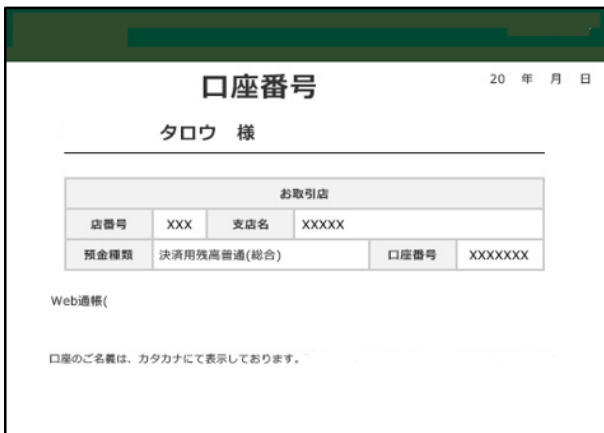 口座番号
20 年 月 日
タロウ 様
お取引店
店番号 XXX 支店名 XXXXX
預金種類 決済用残高普通(総合) 口座番号 XXXXXXX
Web通帳(
口座のご名義は、カタカナにて表示しております。